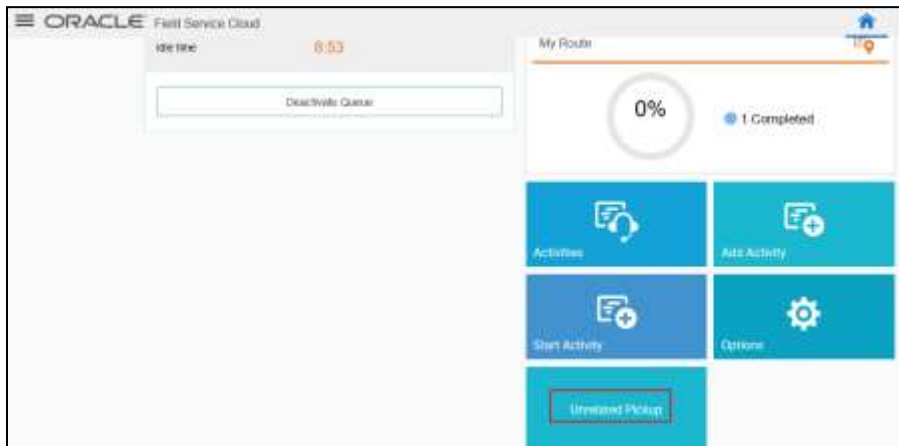 ORACLE Field Service Cloud
Idle time 8:53
My Route
Deactivate Queue
0%
1 Completed
Activities
Add Activity
Start Activity
Options
Unrelated Pickup